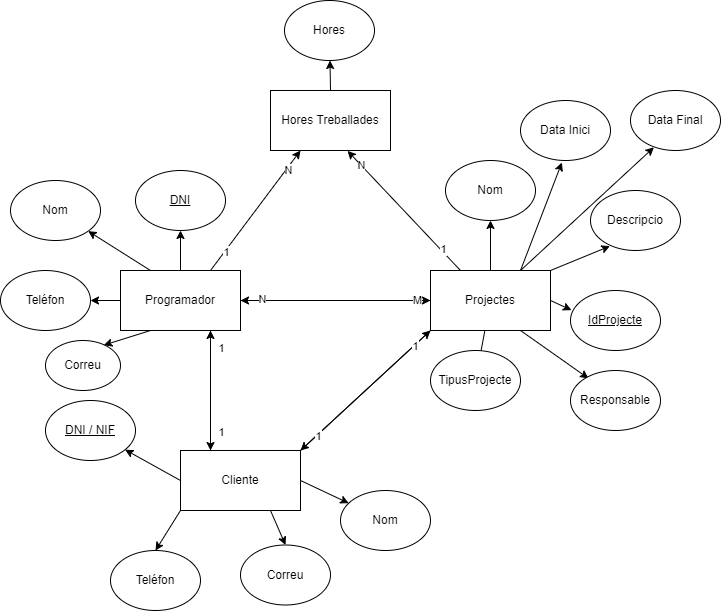 Hores
Hores Treballades
Data Inici
Data Final
Nom
DNI
Nom
Descripcio
N
N
1
1
Teléfon
Programador
N
M
Projectes
IdProjecte
Correu
1
1
TipusProjecte
Responsable
DNI / NIF
1
1
Cliente
Nom
Teléfon
Correu